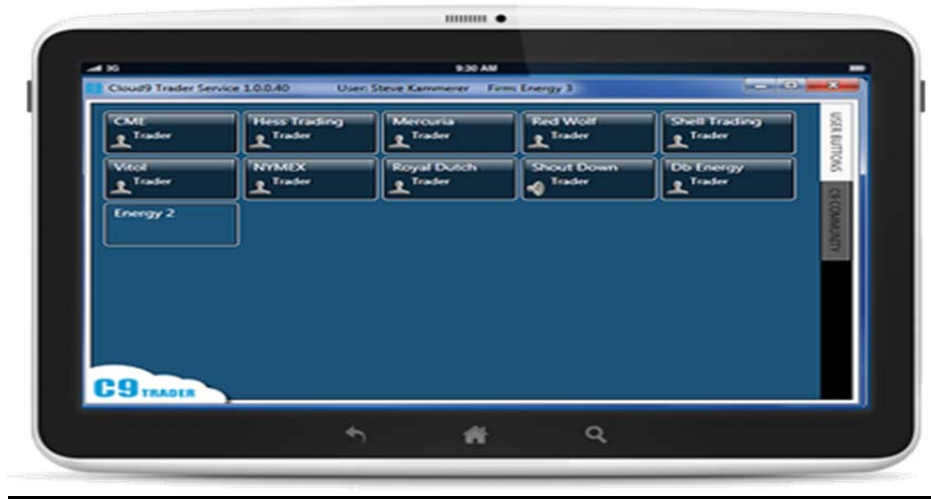 3G 9:30 AM
Cloud9 Trader Service 1.0.0.40 User: Steve Kammerer Firm: Energy 3
CME Hess Trading Mercuria Red Wolf Shell Trading
Trader Trader Trader Trader Trader
Vitol NYMEX Royal Dutch Shout Down Db Energy
Trader Trader Trader Trader Trader
Energy 2
USER BUTTONS
C9 COMMUNITY
C9 TRADER